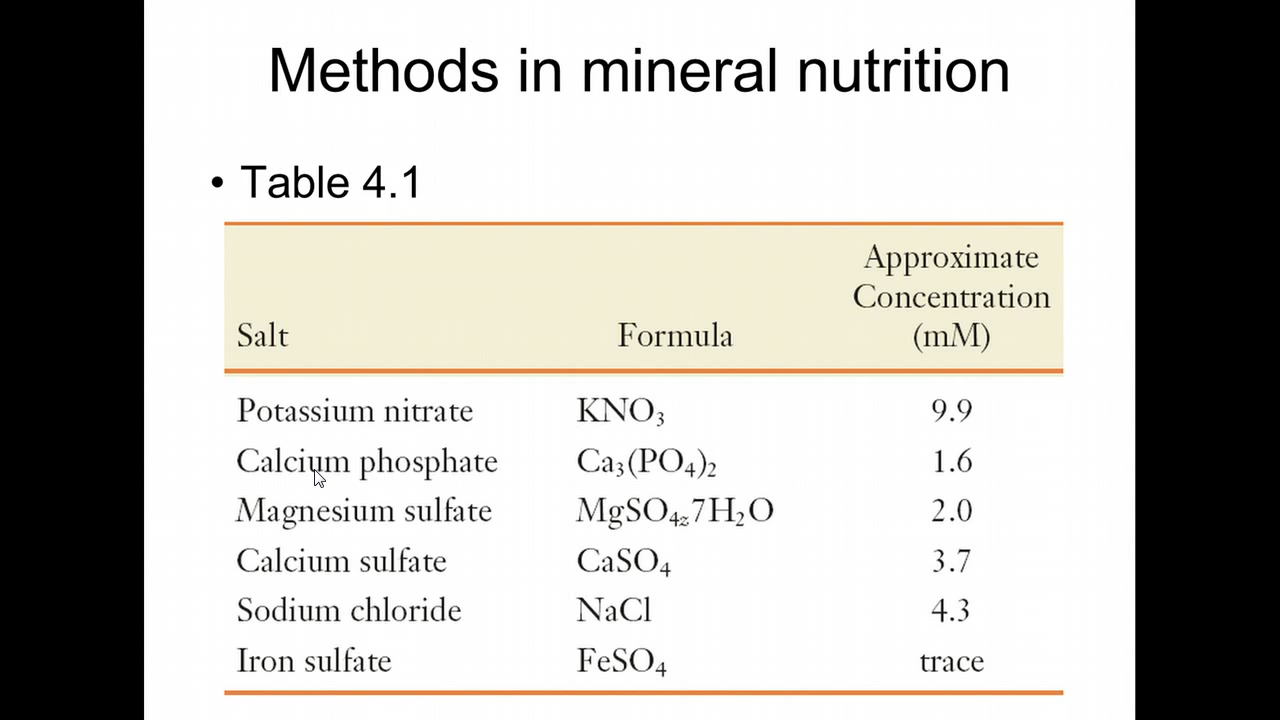 Methods in mineral nutrition
• Table 4.1
Approximate
Concentration
Salt Formula (mM)
Potassium nitrate KNO₃ 9.9
Calcium phosphate Ca₃(PO₄)₂ 1.6
Magnesium sulfate MgSO₄z7H₂O 2.0
Calcium sulfate CaSO₄ 3.7
Sodium chloride NaCl 4.3
Iron sulfate FeSO₄ trace